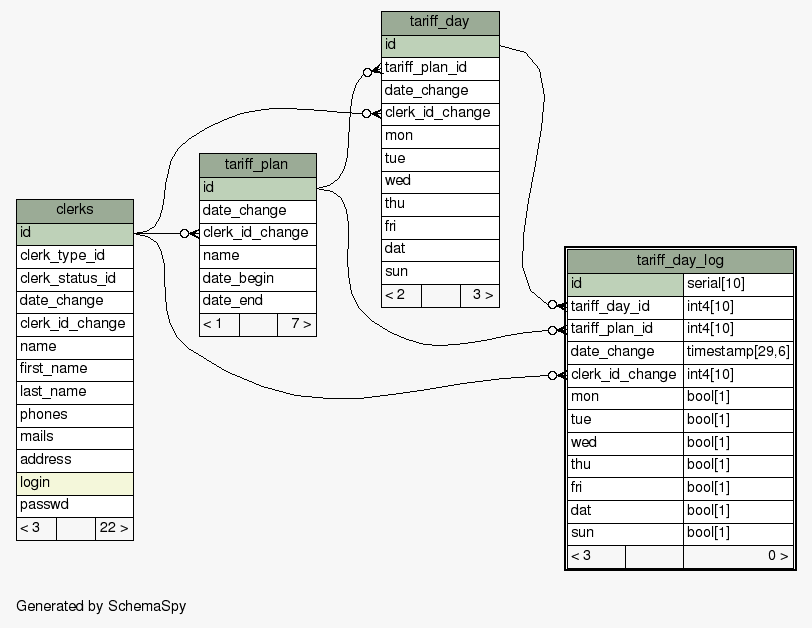 tariff_day
id
tariff_plan_id
date_change
clerk_id_change
mon
tue
wed
thu
fri
dat
sun
< 2 3 >
tariff_plan
id
date_change
clerk_id_change
name
date_begin
date_end
< 1 7 >
clerks
id
clerk_type_id
clerk_status_id
date_change
clerk_id_change
name
first_name
last_name
phones
mails
address
login
passwd
< 3 22 >
tariff_day_log
id serial[10]
tariff_day_id int4[10]
tariff_plan_id int4[10]
date_change timestamp[29,6]
clerk_id_change int4[10]
mon bool[1]
tue bool[1]
wed bool[1]
thu bool[1]
fri bool[1]
dat bool[1]
sun bool[1]
< 3 0 >
Generated by SchemaSpy